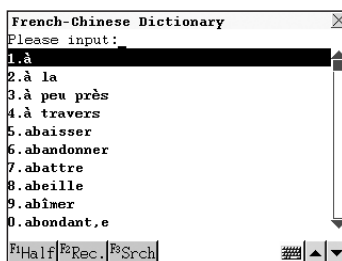 French-Chinese Dictionary
Please input:_
1.à
2.à la
3.à peu près
4.à travers
5.abaisser
6.abandonner
7.abattre
8.abeille
9.abîmer
0.abondant,e
F1Half F2Rec. F3Srch